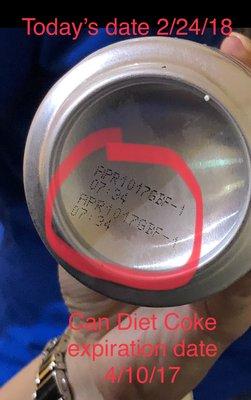 Today's date 2/24/18
APR1017GBF-1
07:34
APR1017GBF-1
07:34
Can Diet Coke
expiration date
4/10/17